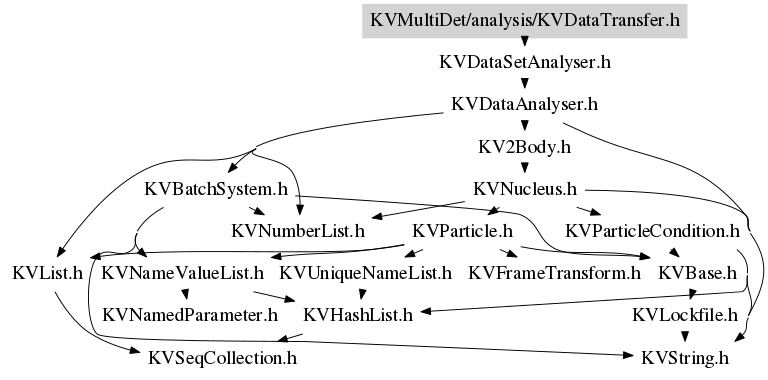 KVMultiDet/analysis/KVDataTransfer.h
KVDataSetAnalyser.h
KVDataAnalyser.h
KV2Body.h
KVBatchSystem.h
KVNucleus.h
KVNumberList.h
KVParticle.h
KVParticleCondition.h
KVList.h
KVNameValueList.h
KVUniqueNameList.h
KVFrameTransform.h
KVBase.h
KVNamedParameter.h
KVHashList.h
KVLockfile.h
KVSeqCollection.h
KVString.h